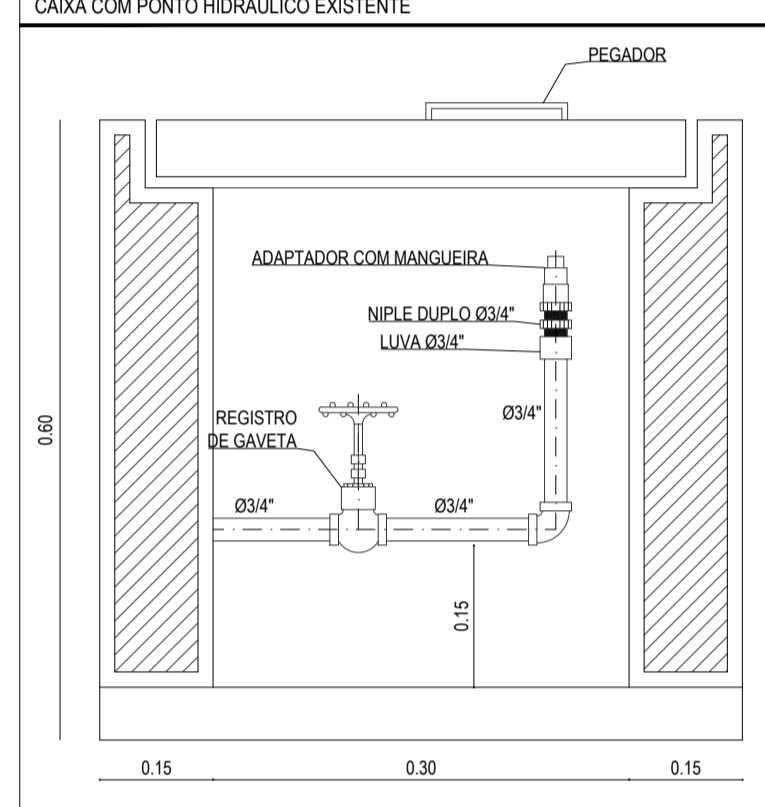 CAIXA COM PONTO HIDRÁULICO EXISTENTE
PEGADOR
ADAPTADOR COM MANGUEIRA
NIPLE DUPLO Ø3/4"
LUVA Ø3/4"
Ø3/4"
REGISTRO
DE GAVETA
Ø3/4"
Ø3/4"
0.60
0.15
0.15
0.30
0.15